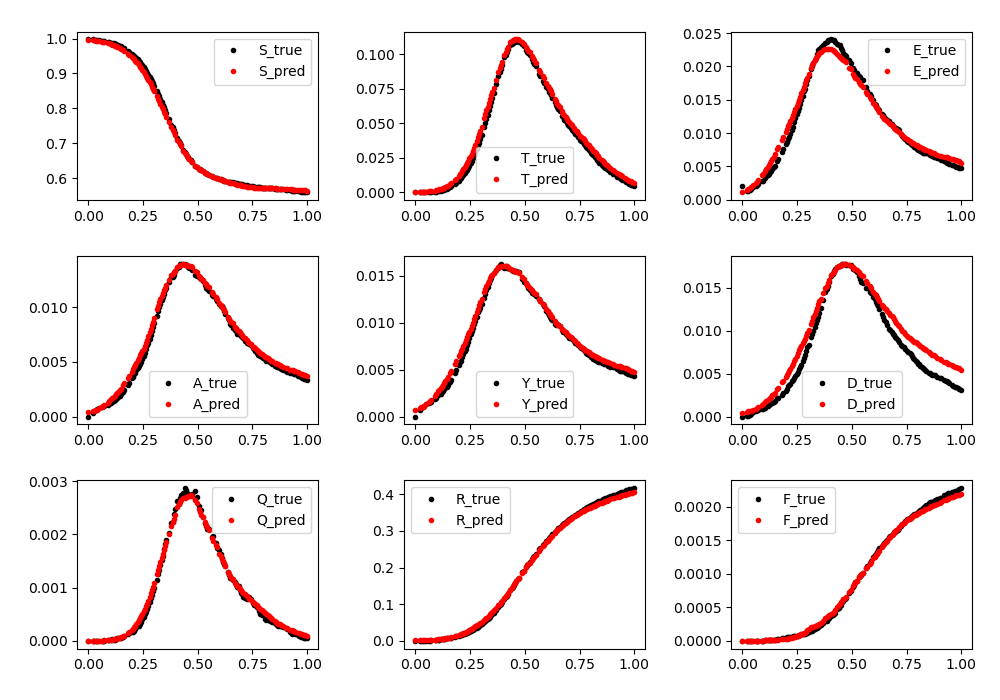 1.0
0.9
0.8
0.7
0.6
0.00 0.25 0.50 0.75 1.00
S_true
S_pred
0.100
0.075
0.050
0.025
0.000
0.00 0.25 0.50 0.75 1.00
T_true
T_pred
0.025
0.020
0.015
0.010
0.005
0.000
0.00 0.25 0.50 0.75 1.00
E_true
E_pred
0.010
0.005
0.000
0.00 0.25 0.50 0.75 1.00
A_true
A_pred
0.015
0.010
0.005
0.000
0.00 0.25 0.50 0.75 1.00
Y_true
Y_pred
0.015
0.010
0.005
0.000
0.00 0.25 0.50 0.75 1.00
D_true
D_pred
0.003
0.002
0.001
0.000
0.00 0.25 0.50 0.75 1.00
Q_true
Q_pred
0.4
0.3
0.2
0.1
0.0
0.00 0.25 0.50 0.75 1.00
R_true
R_pred
0.0020
0.0015
0.0010
0.0005
0.0000
0.00 0.25 0.50 0.75 1.00
F_true
F_pred